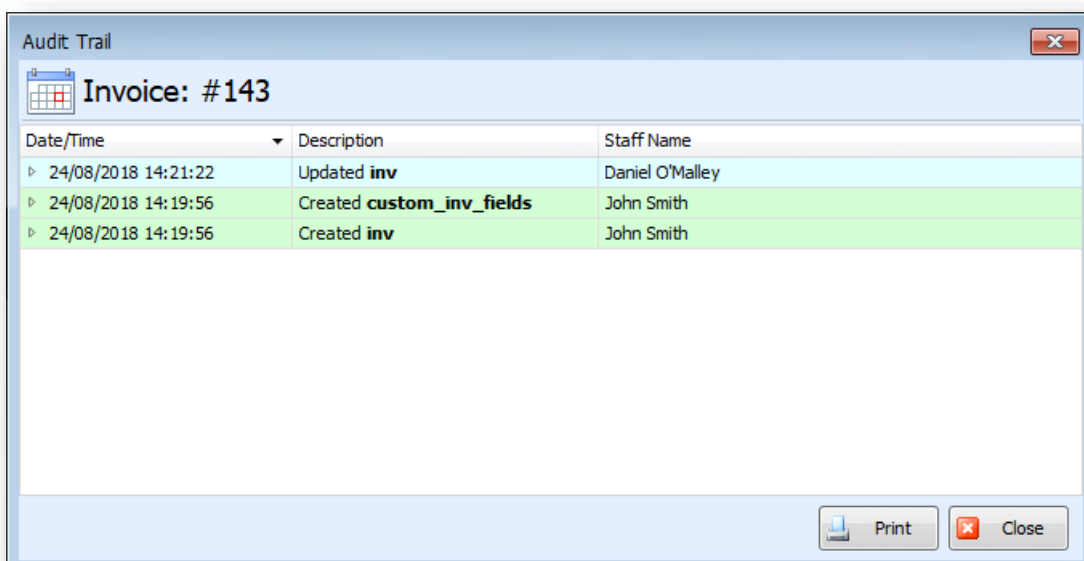 Audit Trail
Invoice: #143
Date/Time Description Staff Name
24/08/2018 14:21:22 Updated inv Daniel O'Malley
24/08/2018 14:19:56 Created custom_inv_fields John Smith
24/08/2018 14:19:56 Created inv John Smith
Print Close